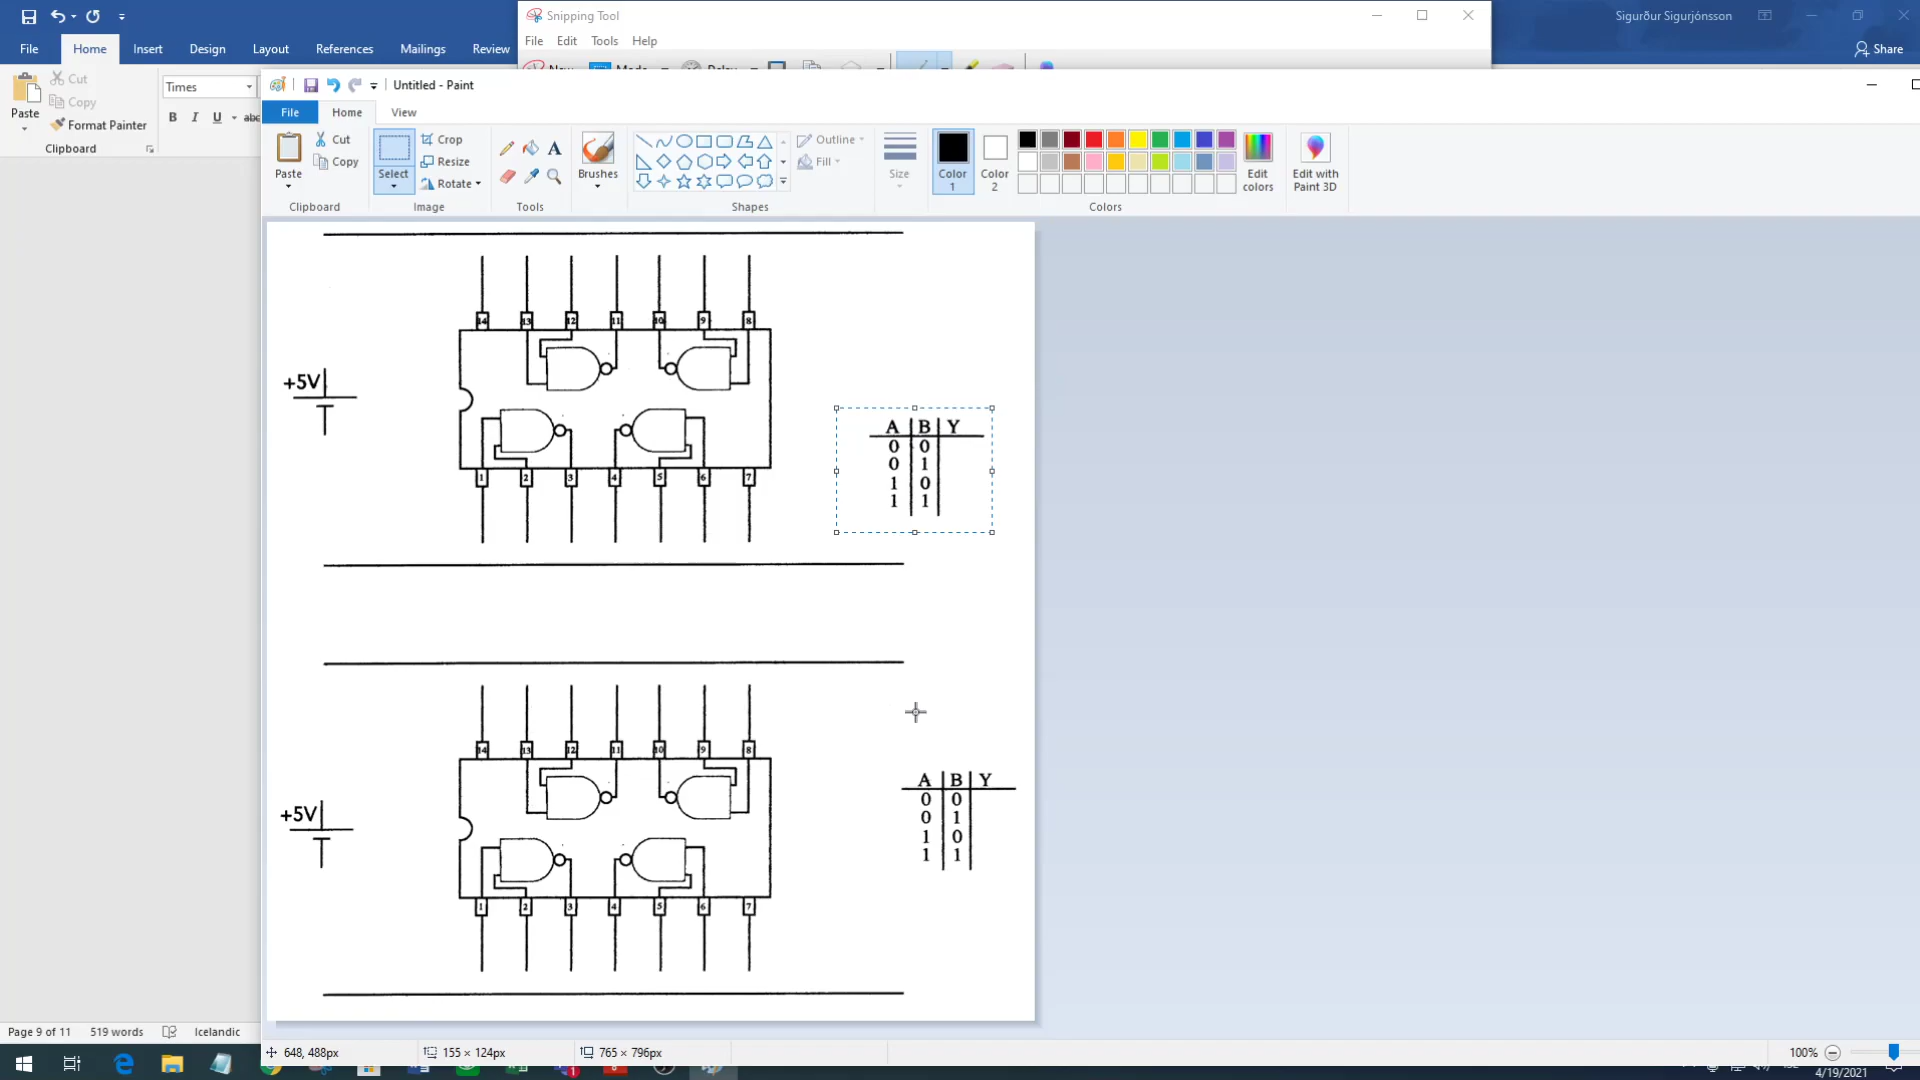 Snipping Tool
Sigurður Sigurjónsson
File Edit Tools Help
File Home Insert Design Layout References Mailings Review
Share
New Mode Delay
Cut
Times
Untitled - Paint
Copy
Paste
B I U abc
File Home View
Format Painter
Clipboard
Cut
Crop
Outline
Copy
Resize
Fill
Paste
Select
Rotate
A
Brushes
Size
Color 1
Color 2
Edit colors
Edit with Paint 3D
Clipboard Image Tools Shapes Colors
14 13 12 11 10 9 8
+5V
A B Y
0 0
0 1
1 0
1 1
1 2 3 4 5 6 7
14 13 12 11 10 9 8
+5V
A B Y
0 0
0 1
1 0
1 1
1 2 3 4 5 6 7
Page 9 of 11 519 words Icelandic
648, 488px 155 × 124px 765 × 796px 100%
4/19/2021